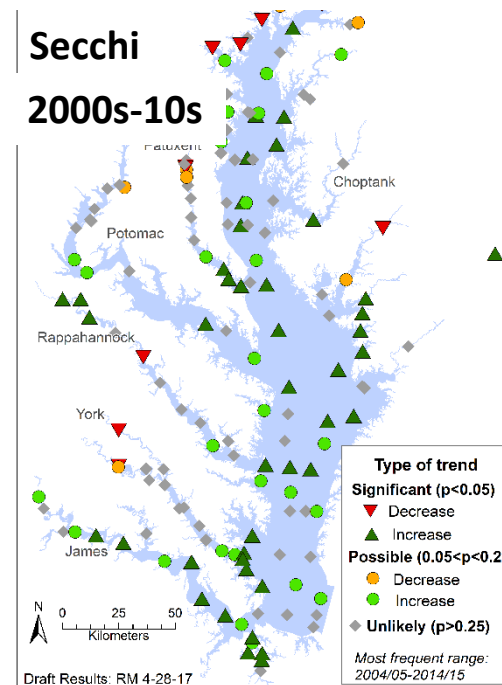 Secchi
2000s-10s
Patuxent
Choptank
Potomac
Rappahannock
York
James
Type of trend
Significant (p<0.05)
Decrease
Increase
Possible (0.05<p<0.2
Decrease
Increase
Unlikely (p>0.25)
Most frequent range:
2004/05-2014/15
N
0 25 50
Kilometers
Draft Results: RM 4-28-17